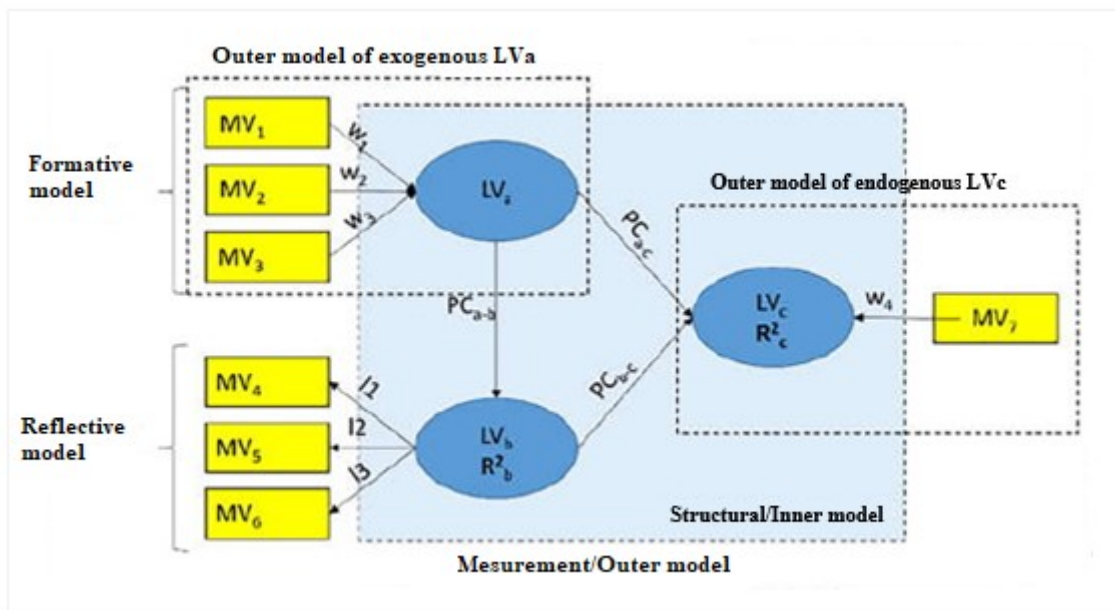 Outer model of exogenous LVa
Formative
model
MV₁
MV₂
MV₃
w₁
w₂
w₃
LVₐ
Outer model of endogenous LVc
PCₐ₋c
PCₐ₋b
LVc
R²c
w₄
MV₇
PCb₋c
Reflective
model
MV₄
MV₅
MV₆
l1
l2
l3
LVb
R²b
Structural/Inner model
Mesurement/Outer model